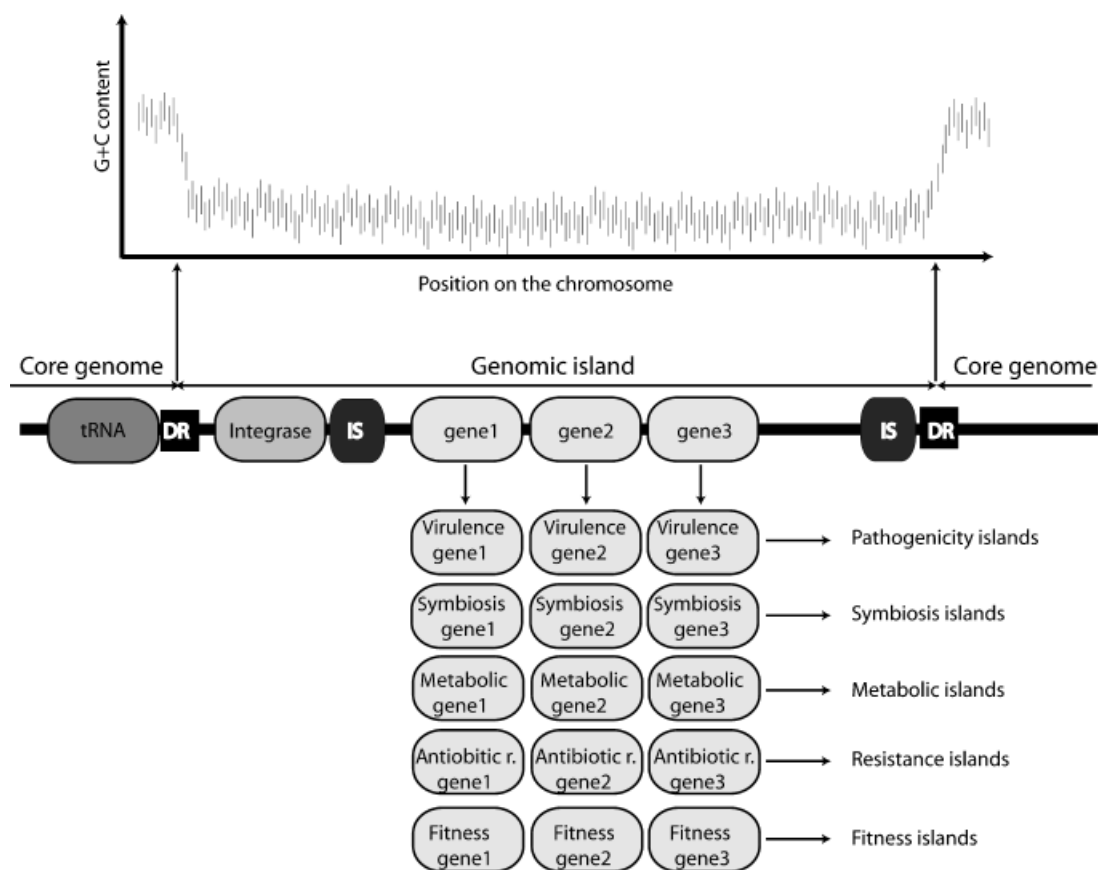 G+C content
Position on the chromosome
Core genome
Genomic island
Core genome
tRNA
DR
Integrase
IS
gene1
gene2
gene3
IS
DR
Virulence
gene1
Virulence
gene2
Virulence
gene3
Pathogenicity islands
Symbiosis
gene1
Symbiosis
gene2
Symbiosis
gene3
Symbiosis islands
Metabolic
gene1
Metabolic
gene2
Metabolic
gene3
Metabolic islands
Antiobitic r.
gene1
Antibiotic r.
gene2
Antibiotic r.
gene3
Resistance islands
Fitness
gene1
Fitness
gene2
Fitness
gene3
Fitness islands